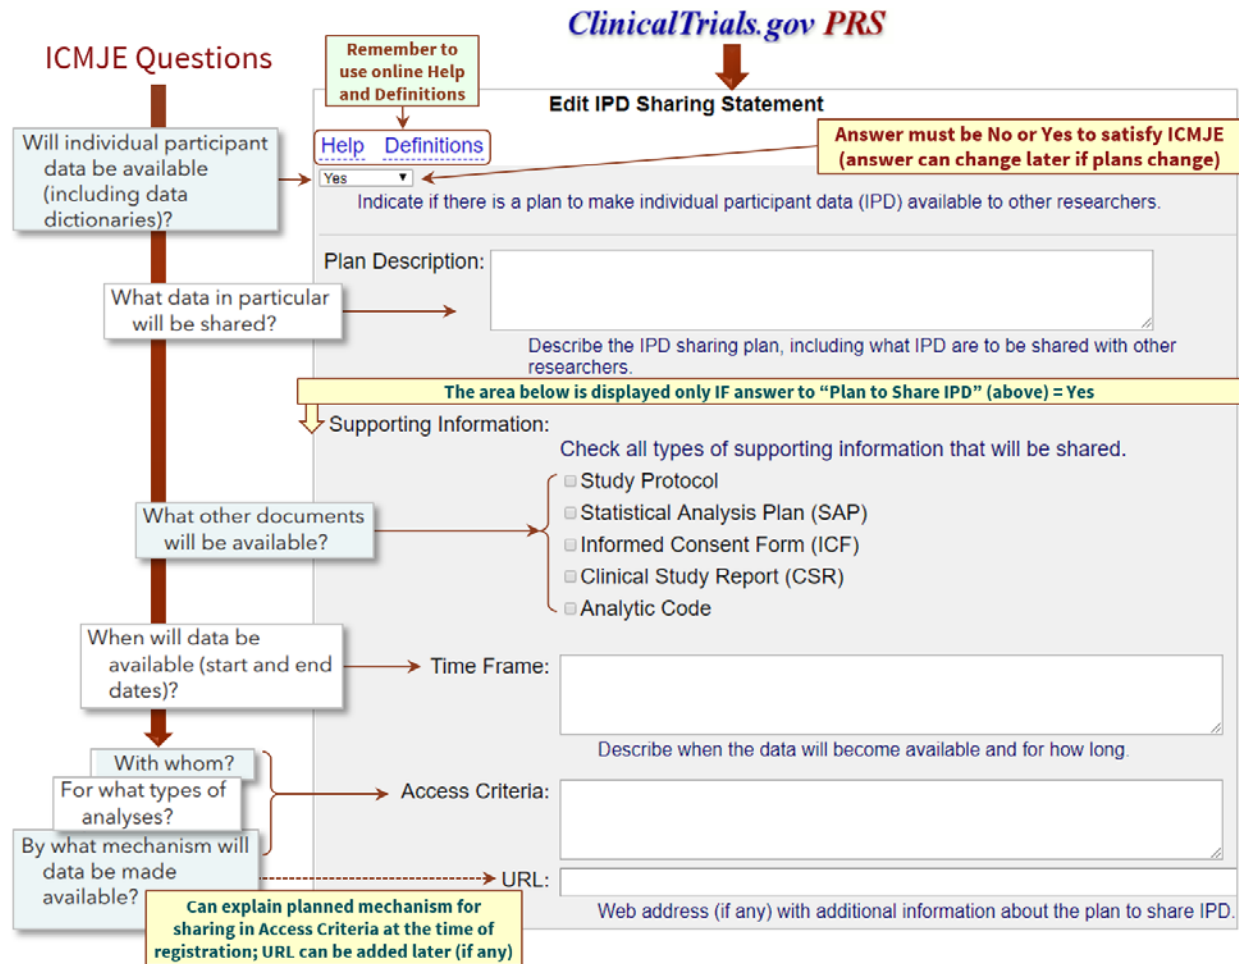 ClinicalTrials.gov PRS
ICMJE Questions
Remember to
use online Help
and Definitions
Edit IPD Sharing Statement
Will individual participant
data be available
(including data
dictionaries)?
Help Definitions
Answer must be No or Yes to satisfy ICMJE
(answer can change later if plans change)
Yes
Indicate if there is a plan to make individual participant data (IPD) available to other researchers.
Plan Description:
What data in particular
will be shared?
Describe the IPD sharing plan, including what IPD are to be shared with other
researchers.
The area below is displayed only IF answer to “Plan to Share IPD” (above) = Yes
Supporting Information:
Check all types of supporting information that will be shared.
Study Protocol
Statistical Analysis Plan (SAP)
Informed Consent Form (ICF)
Clinical Study Report (CSR)
Analytic Code
What other documents
will be available?
When will data be
available (start and end
dates)?
Time Frame:
Describe when the data will become available and for how long.
With whom?
For what types of
analyses?
By what mechanism will
data be made
available?
Access Criteria:
URL:
Web address (if any) with additional information about the plan to share IPD.
Can explain planned mechanism for
sharing in Access Criteria at the time of
registration; URL can be added later (if any)